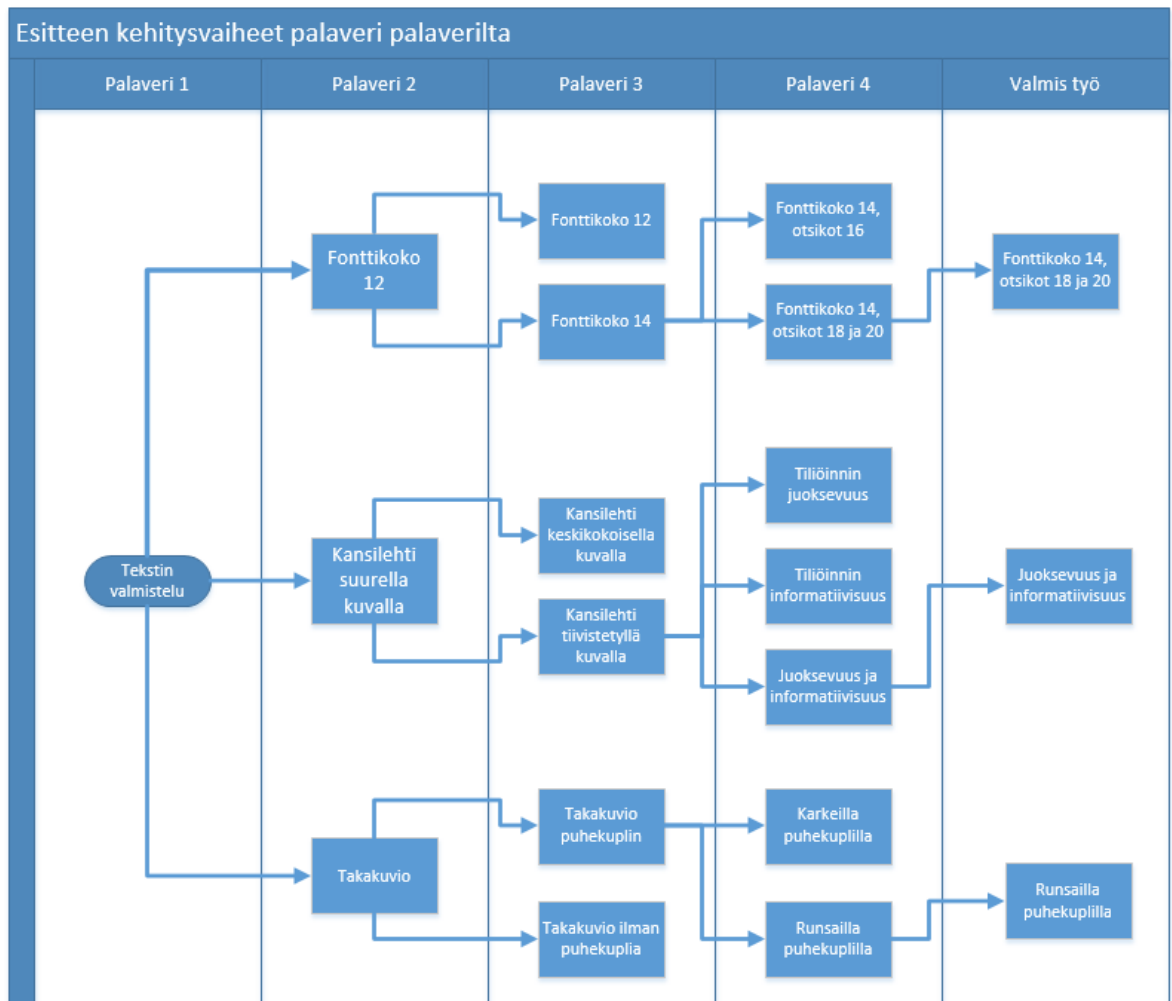 Esitteen kehitysvaiheet palaveri palaverilta
Palaveri 1
Palaveri 2
Palaveri 3
Palaveri 4
Valmis työ
Tekstin
valmistelu
Fonttikoko
12
Kansilehti
suurella
kuvalla
Takakuvio
Fonttikoko 12
Fonttikoko 14
Kansilehti
keskikokoisella
kuvalla
Kansilehti
tiivistetyllä
kuvalla
Takakuvio
puhekuplin
Takakuvio ilman
puhekuplia
Fonttikoko 14,
otsikot 16
Fonttikoko 14,
otsikot 18 ja 20
Tiliöinnin
juoksevuus
Tiliöinnin
informatiivisuus
Juoksevuus ja
informatiivisuus
Karkeilla
puhekuplilla
Runsailla
puhekuplilla
Fonttikoko 14,
otsikot 18 ja 20
Juoksevuus ja
informatiivisuus
Runsailla
puhekuplilla